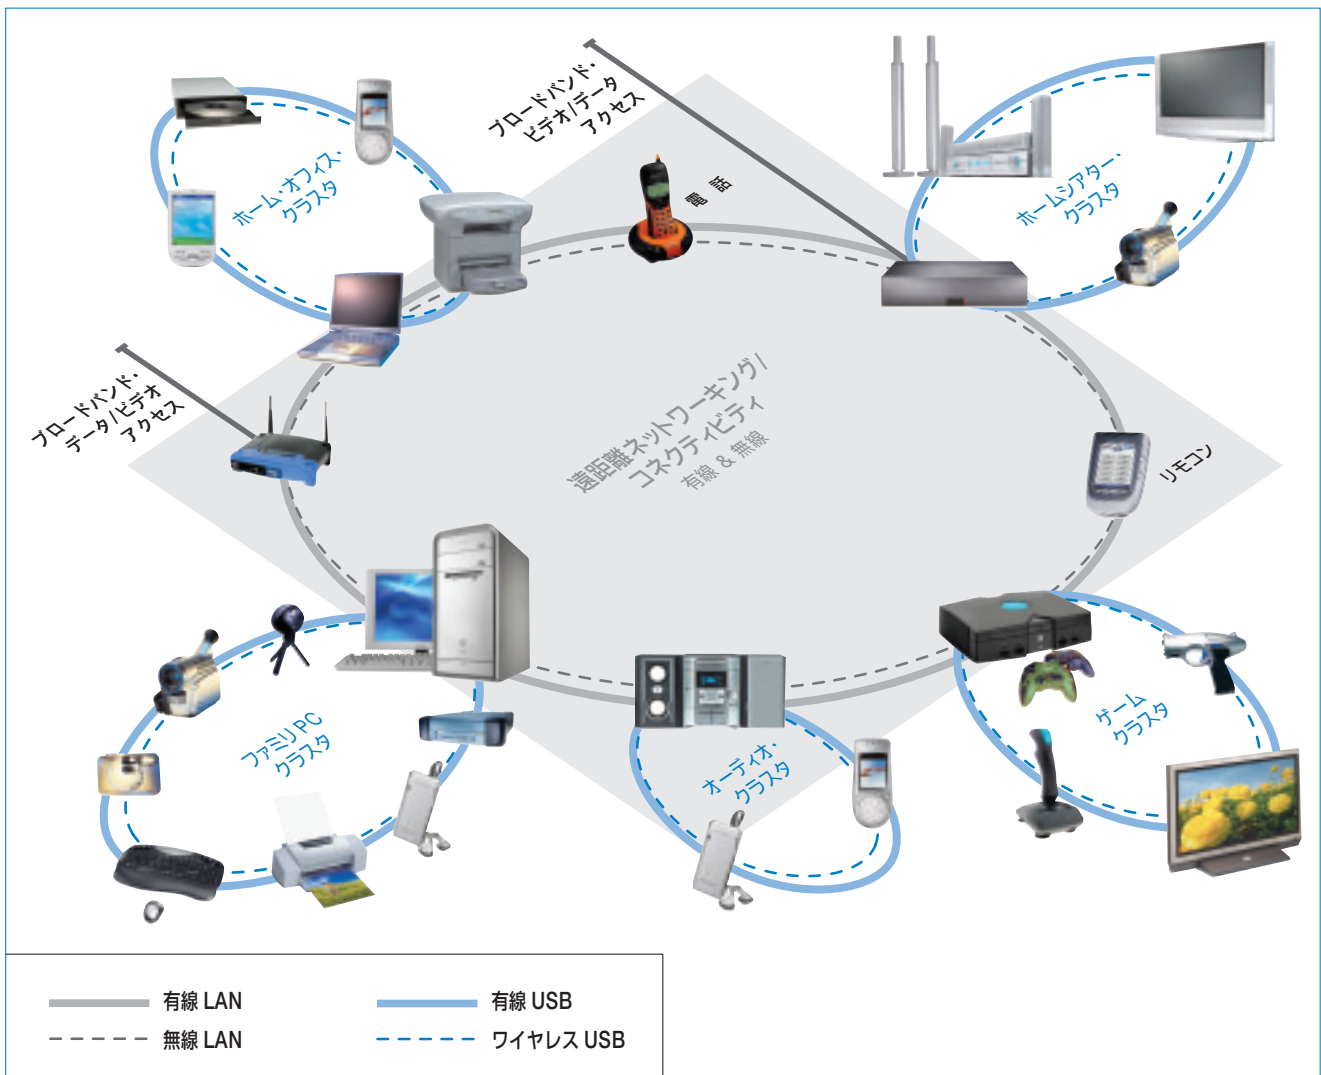 ブロードバンド・
ビデオ/データ
アクセス
電 話
ホーム・オフィス・
クラスタ
ホームシアター・
クラスタ
ブロードバンド・
データ/ビデオ
アクセス
遠距離ネットワーキング/
コネクティビティ
有線 & 無線
リモコン
ファミリ PC
クラスタ
オーディオ・
クラスタ
ゲーム
クラスタ
有線 LAN
無線 LAN
有線 USB
ワイヤレス USB